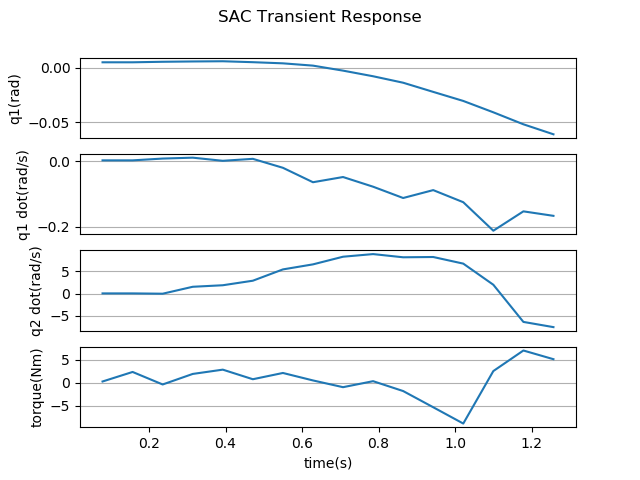 SAC Transient Response
q1(rad)
0.00
−0.05
q1 dot(rad/s)
0.0
−0.2
q2 dot(rad/s)
5
0
−5
torque(Nm)
5
0
−5
0.2 0.4 0.6 0.8 1.0 1.2
time(s)